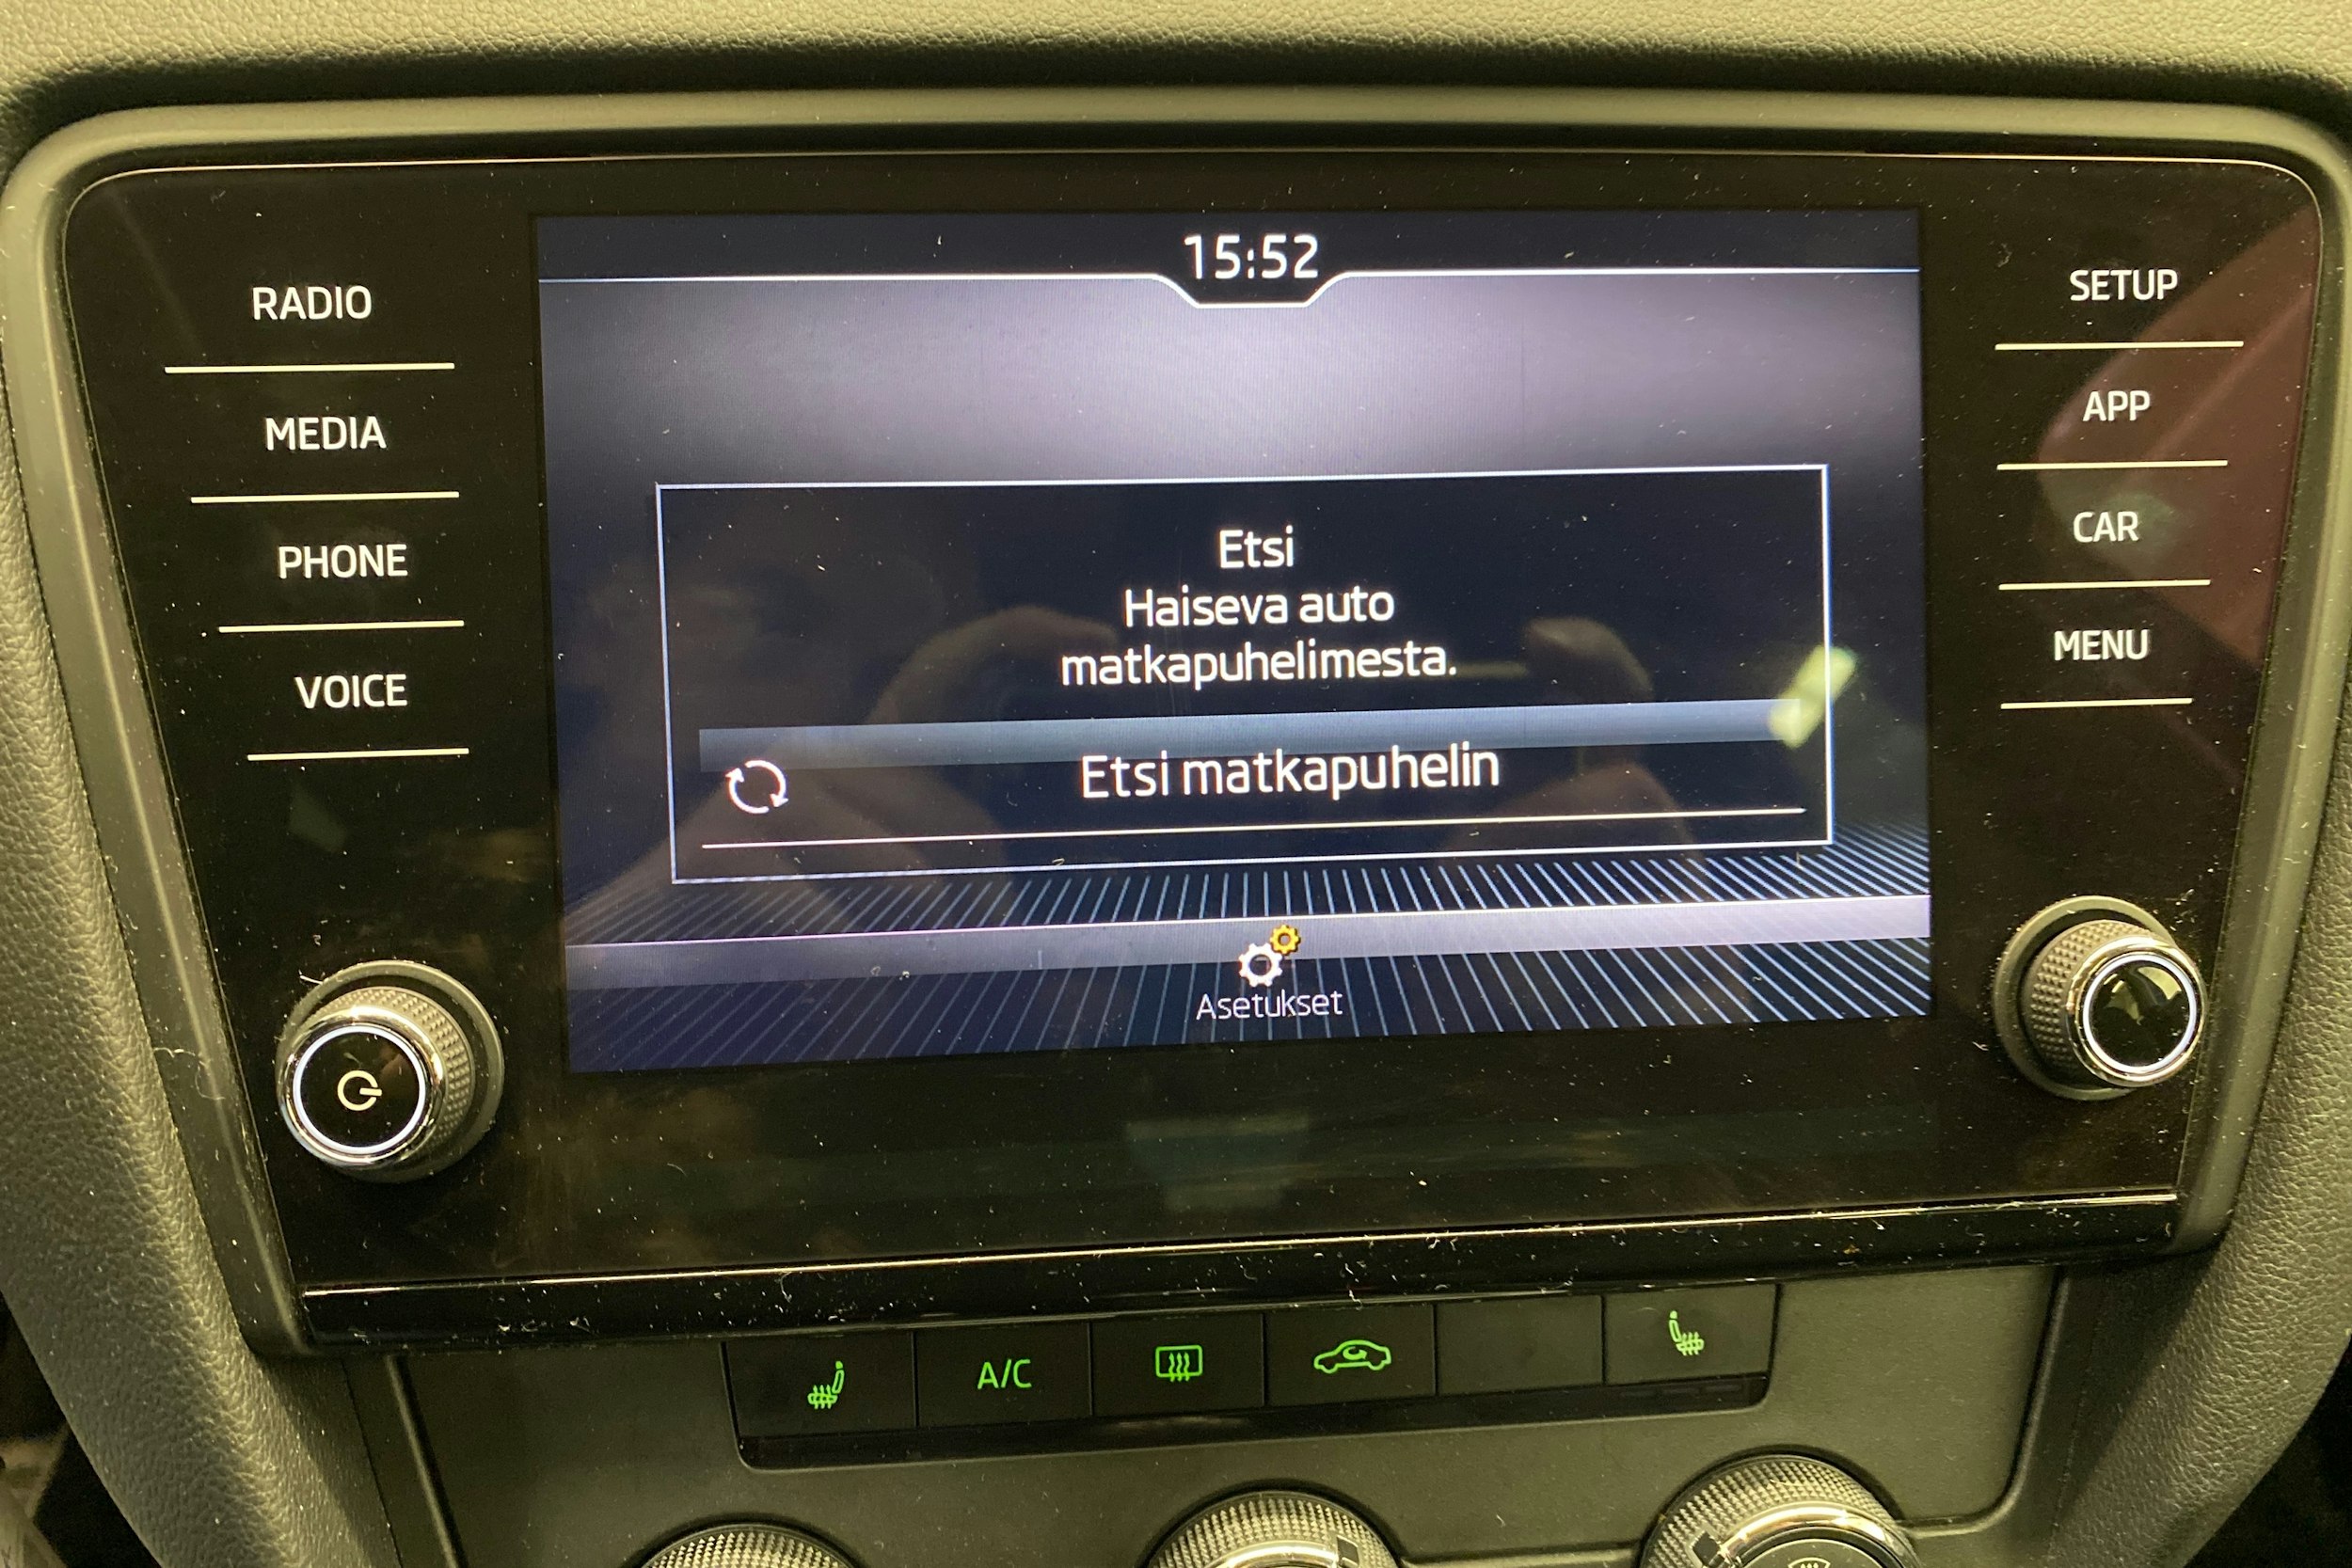 15:52
RADIO
MEDIA
PHONE
VOICE
Etsi
Haiseva auto
matkapuhelimesta.
Etsi matkapuhelin
Asetukset
SETUP
APP
CAR
MENU
A/C